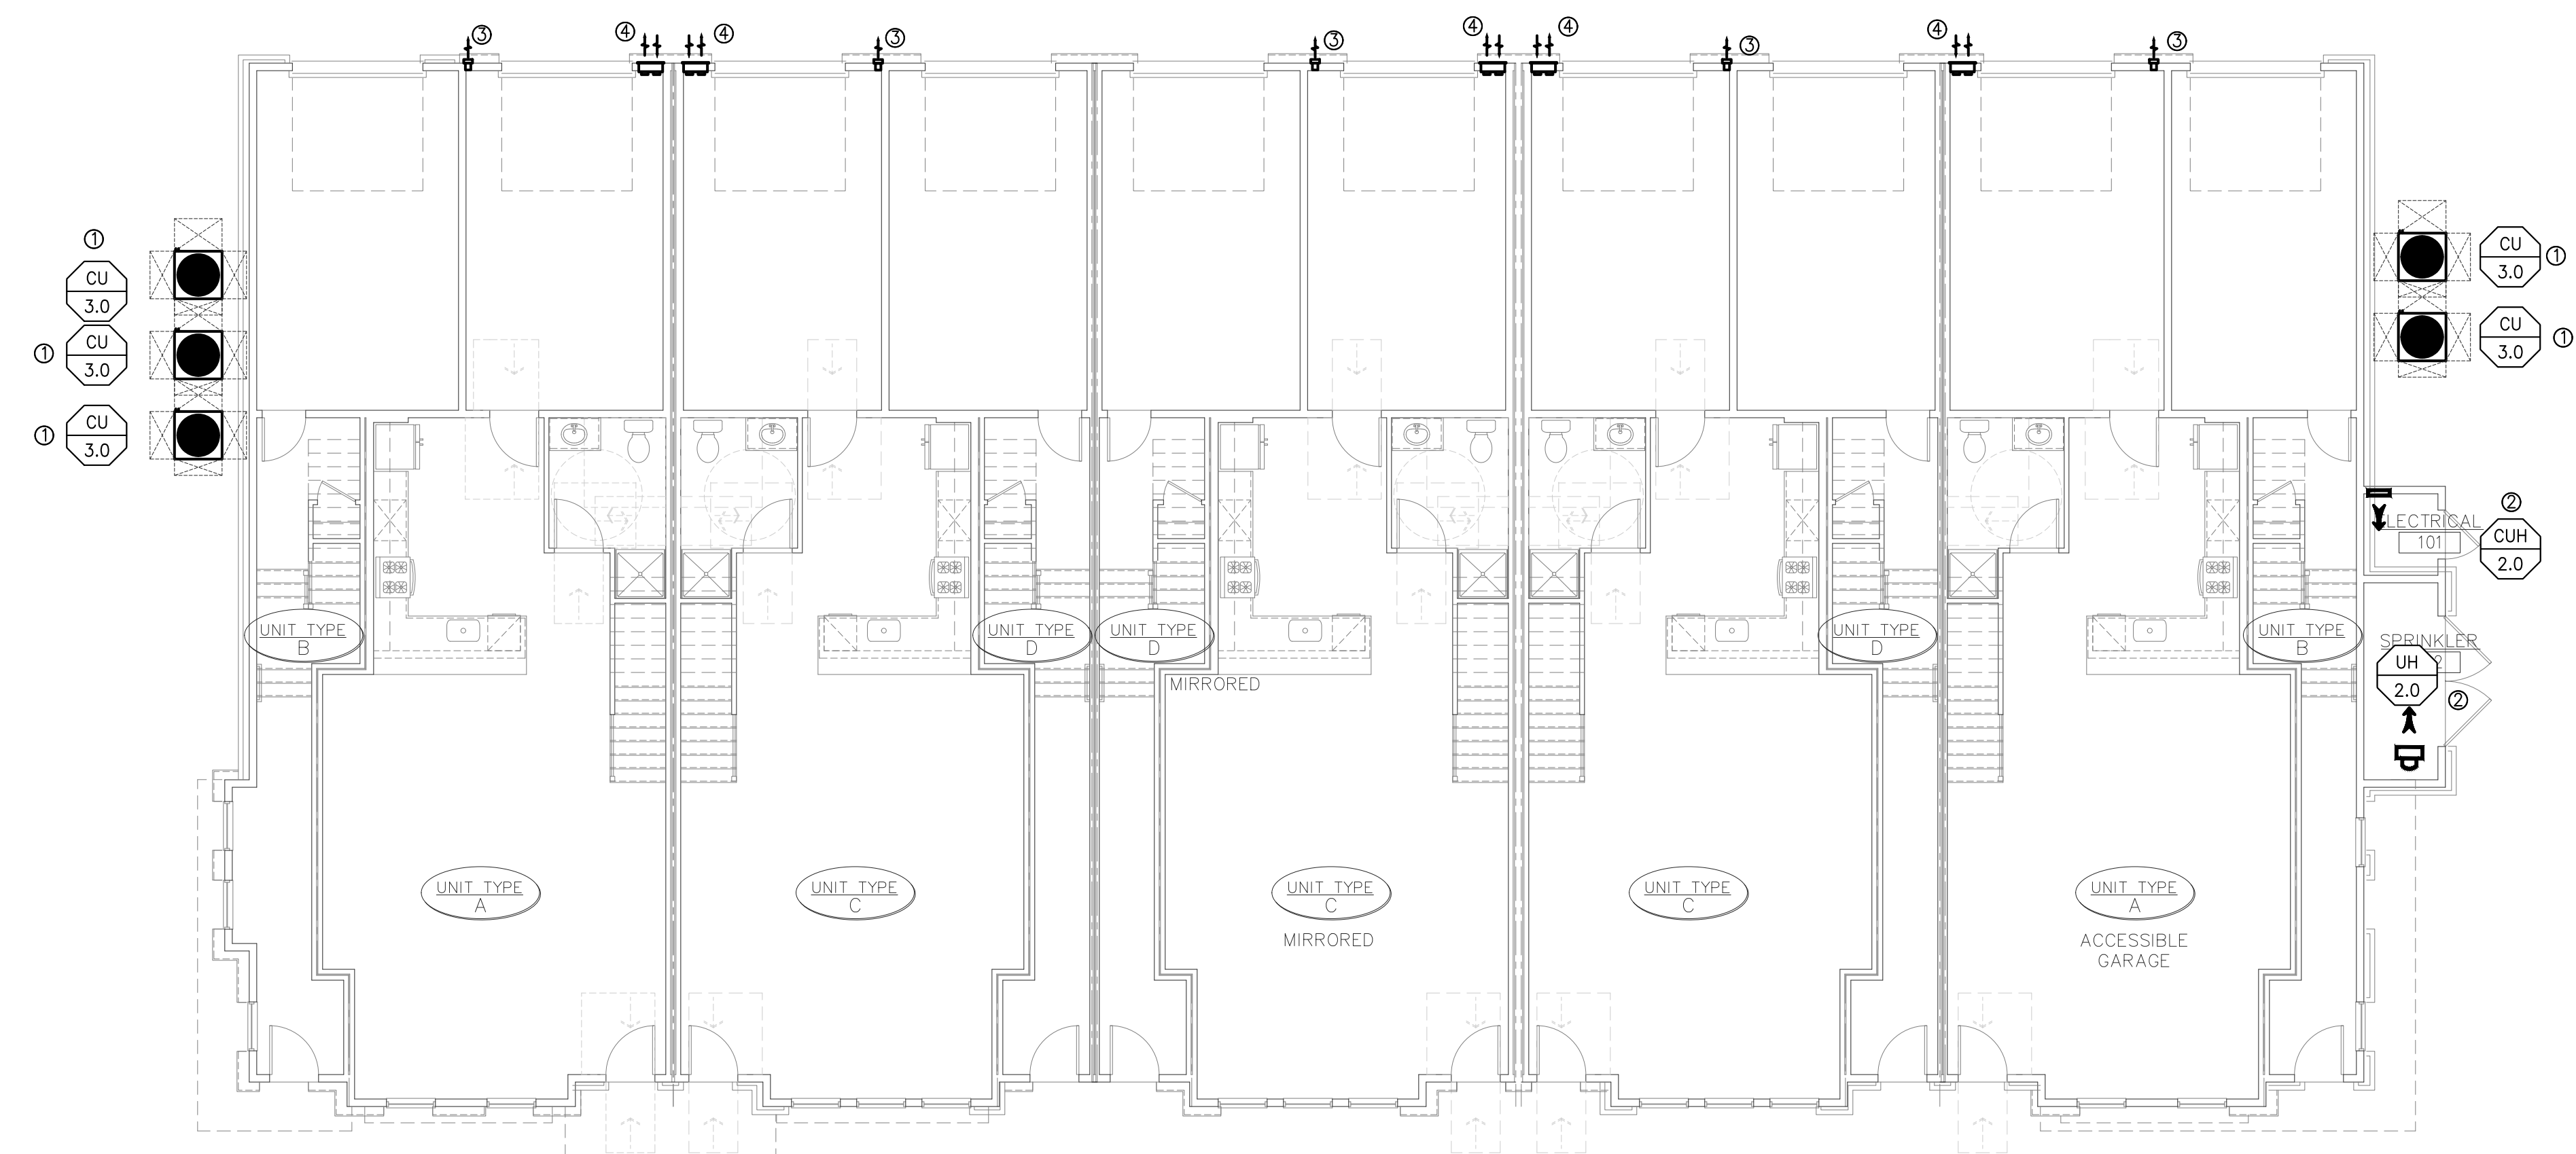 ③
④
④
③
③
④
④
③
④
③
①
CU
3.0
①
CU
3.0
①
CU
3.0
CU
3.0
①
CU
3.0
①
②
ELECTRICAL
101
CUH
2.0
UNIT TYPE
B
UNIT TYPE
D
UNIT TYPE
D
MIRRORED
UNIT TYPE
D
UNIT TYPE
B
SPRINKLER
UH
2.0
②
UNIT TYPE
A
UNIT TYPE
C
UNIT TYPE
C
MIRRORED
UNIT TYPE
C
UNIT TYPE
A
ACCESSIBLE
GARAGE